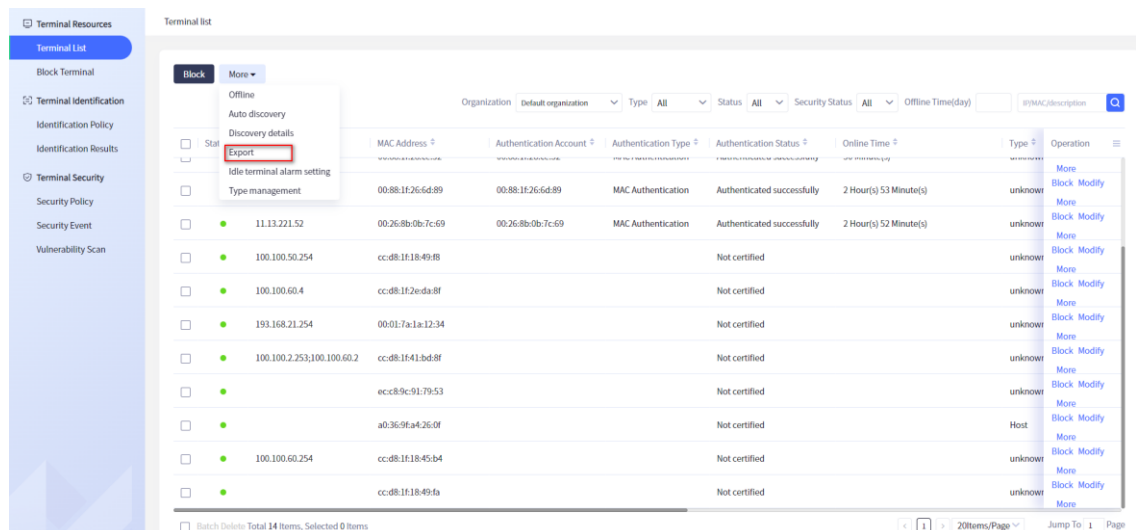 Terminal Resources
Terminal List
Block Terminal
Terminal Identification
Identification Policy
Identification Results
Terminal Security
Security Policy
Security Event
Vulnerability Scan
Terminal list
Block More
Offline
Auto discovery
Discovery details
Export
Idle terminal alarm setting
Type management
Organization Default organization Type All Status All Security Status All Offline Time(day) IP/MAC/description
Stat MAC Address Authentication Account Authentication Type Authentication Status Online Time Type Operation
More
00:88:1f:26:6d:89 00:88:1f:26:6d:89 MAC Authentication Authenticated successfully 2 Hour(s) 53 Minute(s) unknown Block Modify
More
11.13.221.52 00:26:8b:0b:7c:69 00:26:8b:0b:7c:69 MAC Authentication Authenticated successfully 2 Hour(s) 52 Minute(s) unknown Block Modify
More
100.100.50.254 cc:d8:1f:18:49:f8 Not certified unknown Block Modify
More
100.100.60.4 cc:d8:1f:2e:da:8f Not certified unknown Block Modify
More
193.168.21.254 00:01:7a:1a:12:34 Not certified unknown Block Modify
More
100.100.2.253;100.100.60.2 cc:d8:1f:41:bd:8f Not certified unknown Block Modify
More
ec:c8:9c:91:79:53 Not certified unknown Block Modify
More
a0:36:9f:a4:26:0f Not certified Host Block Modify
More
100.100.60.254 cc:d8:1f:18:45:b4 Not certified unknown Block Modify
More
cc:d8:1f:18:49:fa Not certified unknown Block Modify
More
Batch Delete Total 14 Items, Selected 0 Items 1 20Items/Page Jump To 1 Page